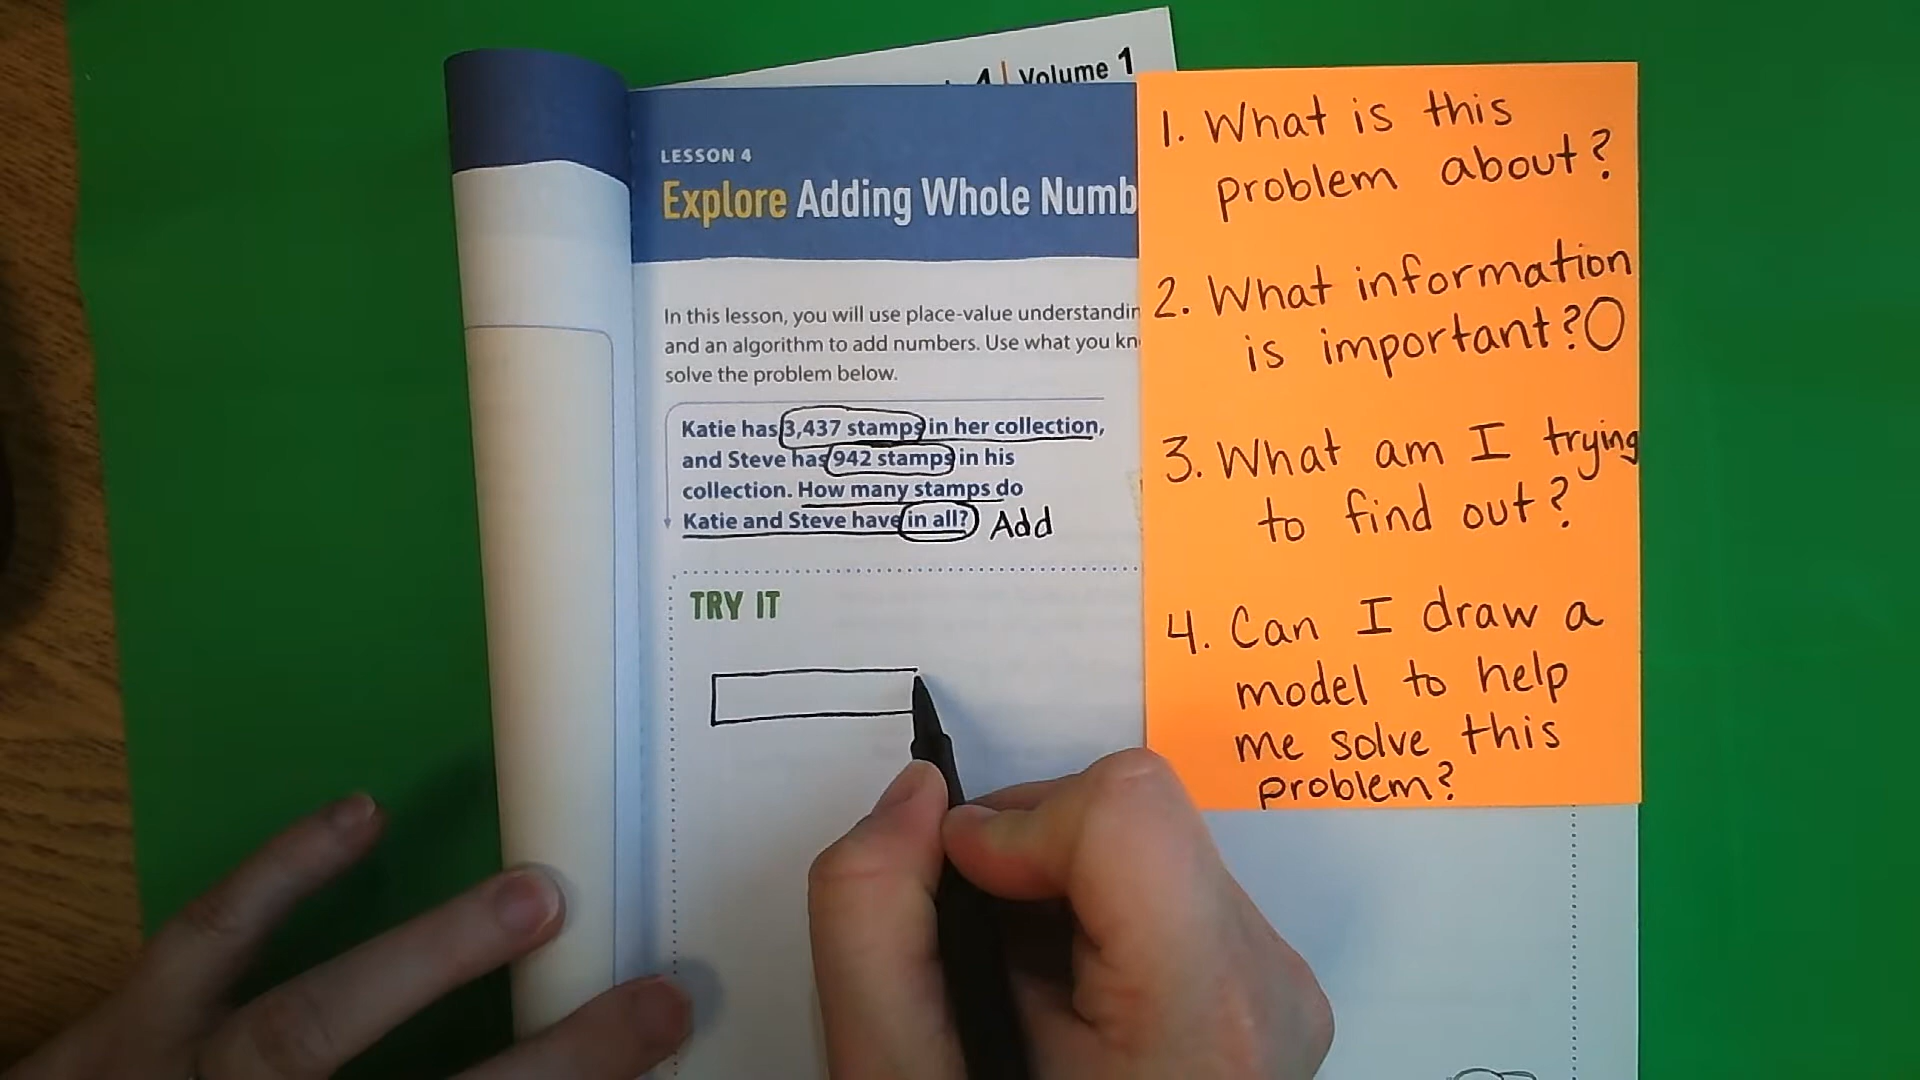 Volume 1
LESSON 4
Explore Adding Whole Numb
In this lesson, you will use place-value understandin
and an algorithm to add numbers. Use what you kn
solve the problem below.
Katie has 3,437 stamps in her collection,
and Steve has 942 stamps in his
collection. How many stamps do
Katie and Steve have in all? Add
TRY IT
1. What is this
problem about?
2. What information
is important?
3. What am I trying
to find out?
4. Can I draw a
model to help
me solve this
problem?